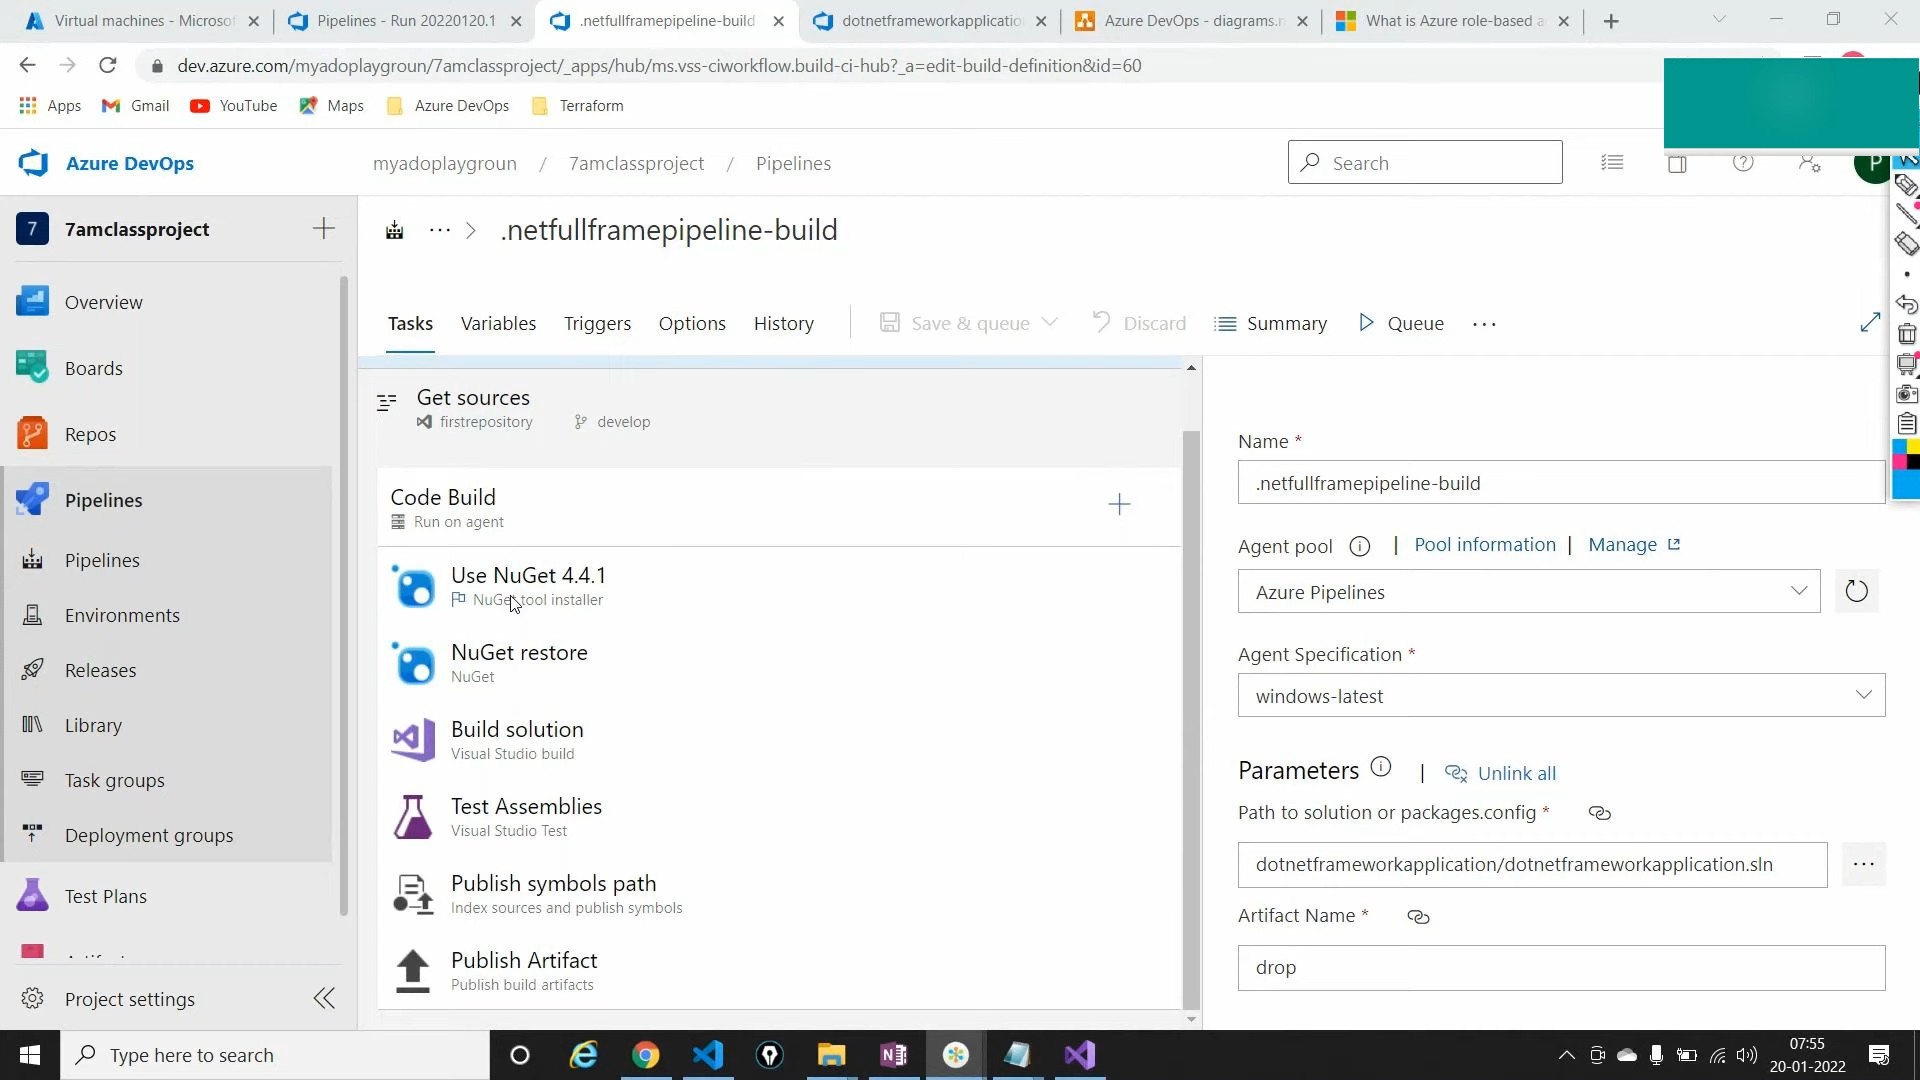 Virtual machines - Microsof
Pipelines - Run 20220120.1
.netfullframepipeline-build
dotnetframeworkapplicatio
Azure DevOps - diagrams.n
What is Azure role-based a
dev.azure.com/myadoplaygroun/7amclassproject/_apps/hub/ms.vss-ciworkflow.build-ci-hub?_a=edit-build-definition&id=60
Apps
Gmail
YouTube
Maps
Azure DevOps
Terraform
Azure DevOps
myadoplaygroun / 7amclassproject / Pipelines
Search
P
7 7amclassproject
.netfullframepipeline-build
Overview
Boards
Repos
Pipelines
Pipelines
Environments
Releases
Library
Task groups
Deployment groups
Test Plans
Project settings
Tasks
Variables
Triggers
Options
History
Save & queue
Discard
Summary
Queue
Get sources
firstrepository
develop
Code Build
Run on agent
Use NuGet 4.4.1
NuGet tool installer
NuGet restore
NuGet
Build solution
Visual Studio build
Test Assemblies
Visual Studio Test
Publish symbols path
Index sources and publish symbols
Publish Artifact
Publish build artifacts
Name *
.netfullframepipeline-build
Agent pool | Pool information | Manage
Azure Pipelines
Agent Specification *
windows-latest
Parameters | Unlink all
Path to solution or packages.config *
dotnetframeworkapplication/dotnetframeworkapplication.sln
Artifact Name *
drop
Type here to search
07:55
20-01-2022